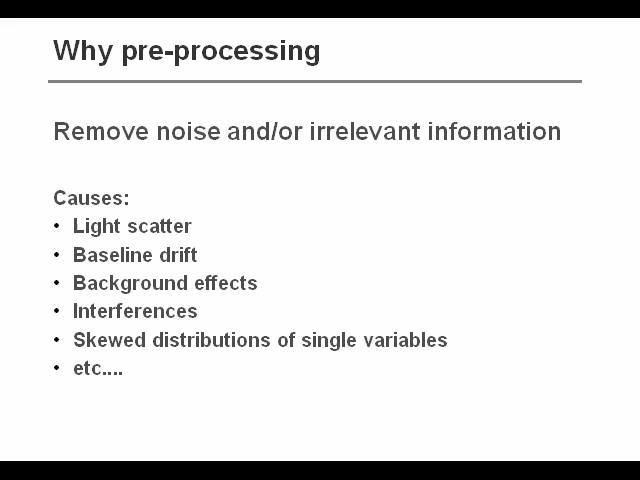 Why pre-processing
Remove noise and/or irrelevant information
Causes:
• Light scatter
• Baseline drift
• Background effects
• Interferences
• Skewed distributions of single variables
• etc....